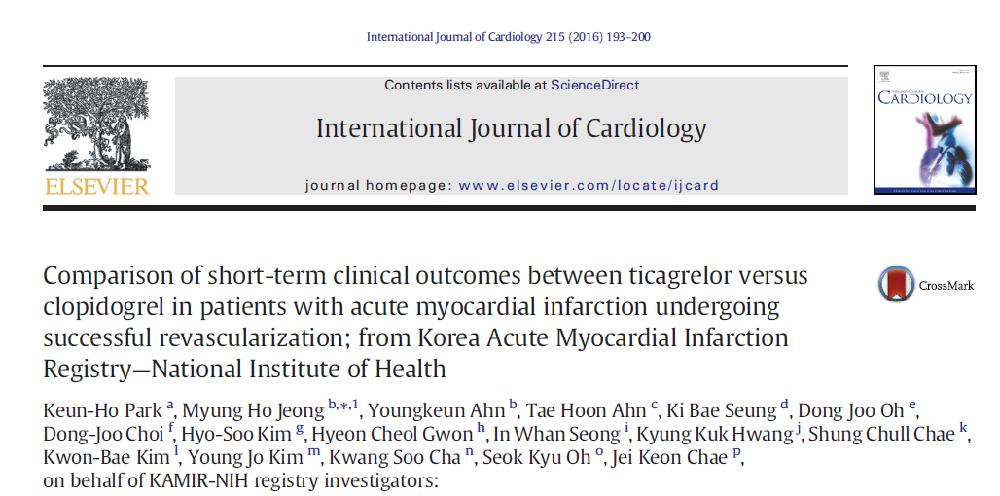 International Journal of Cardiology 215 (2016) 193–200
Contents lists available at ScienceDirect
International Journal of Cardiology
journal homepage: www.elsevier.com/locate/ijcard
ELSEVIER
CARDIOLOGY
Comparison of short-term clinical outcomes between ticagrelor versus
clopidogrel in patients with acute myocardial infarction undergoing
successful revascularization; from Korea Acute Myocardial Infarction
Registry—National Institute of Health
CrossMark
Keun-Ho Park a, Myung Ho Jeong b,⁎,1, Youngkeun Ahn b, Tae Hoon Ahn c, Ki Bae Seung d, Dong Joo Oh e,
Dong-Joo Choi f, Hyo-Soo Kim g, Hyeon Cheol Gwon h, In Whan Seong i, Kyung Kuk Hwang j, Shung Chull Chae k,
Kwon-Bae Kim l, Young Jo Kim m, Kwang Soo Cha n, Seok Kyu Oh o, Jei Keon Chae p,
on behalf of KAMIR-NIH registry investigators: